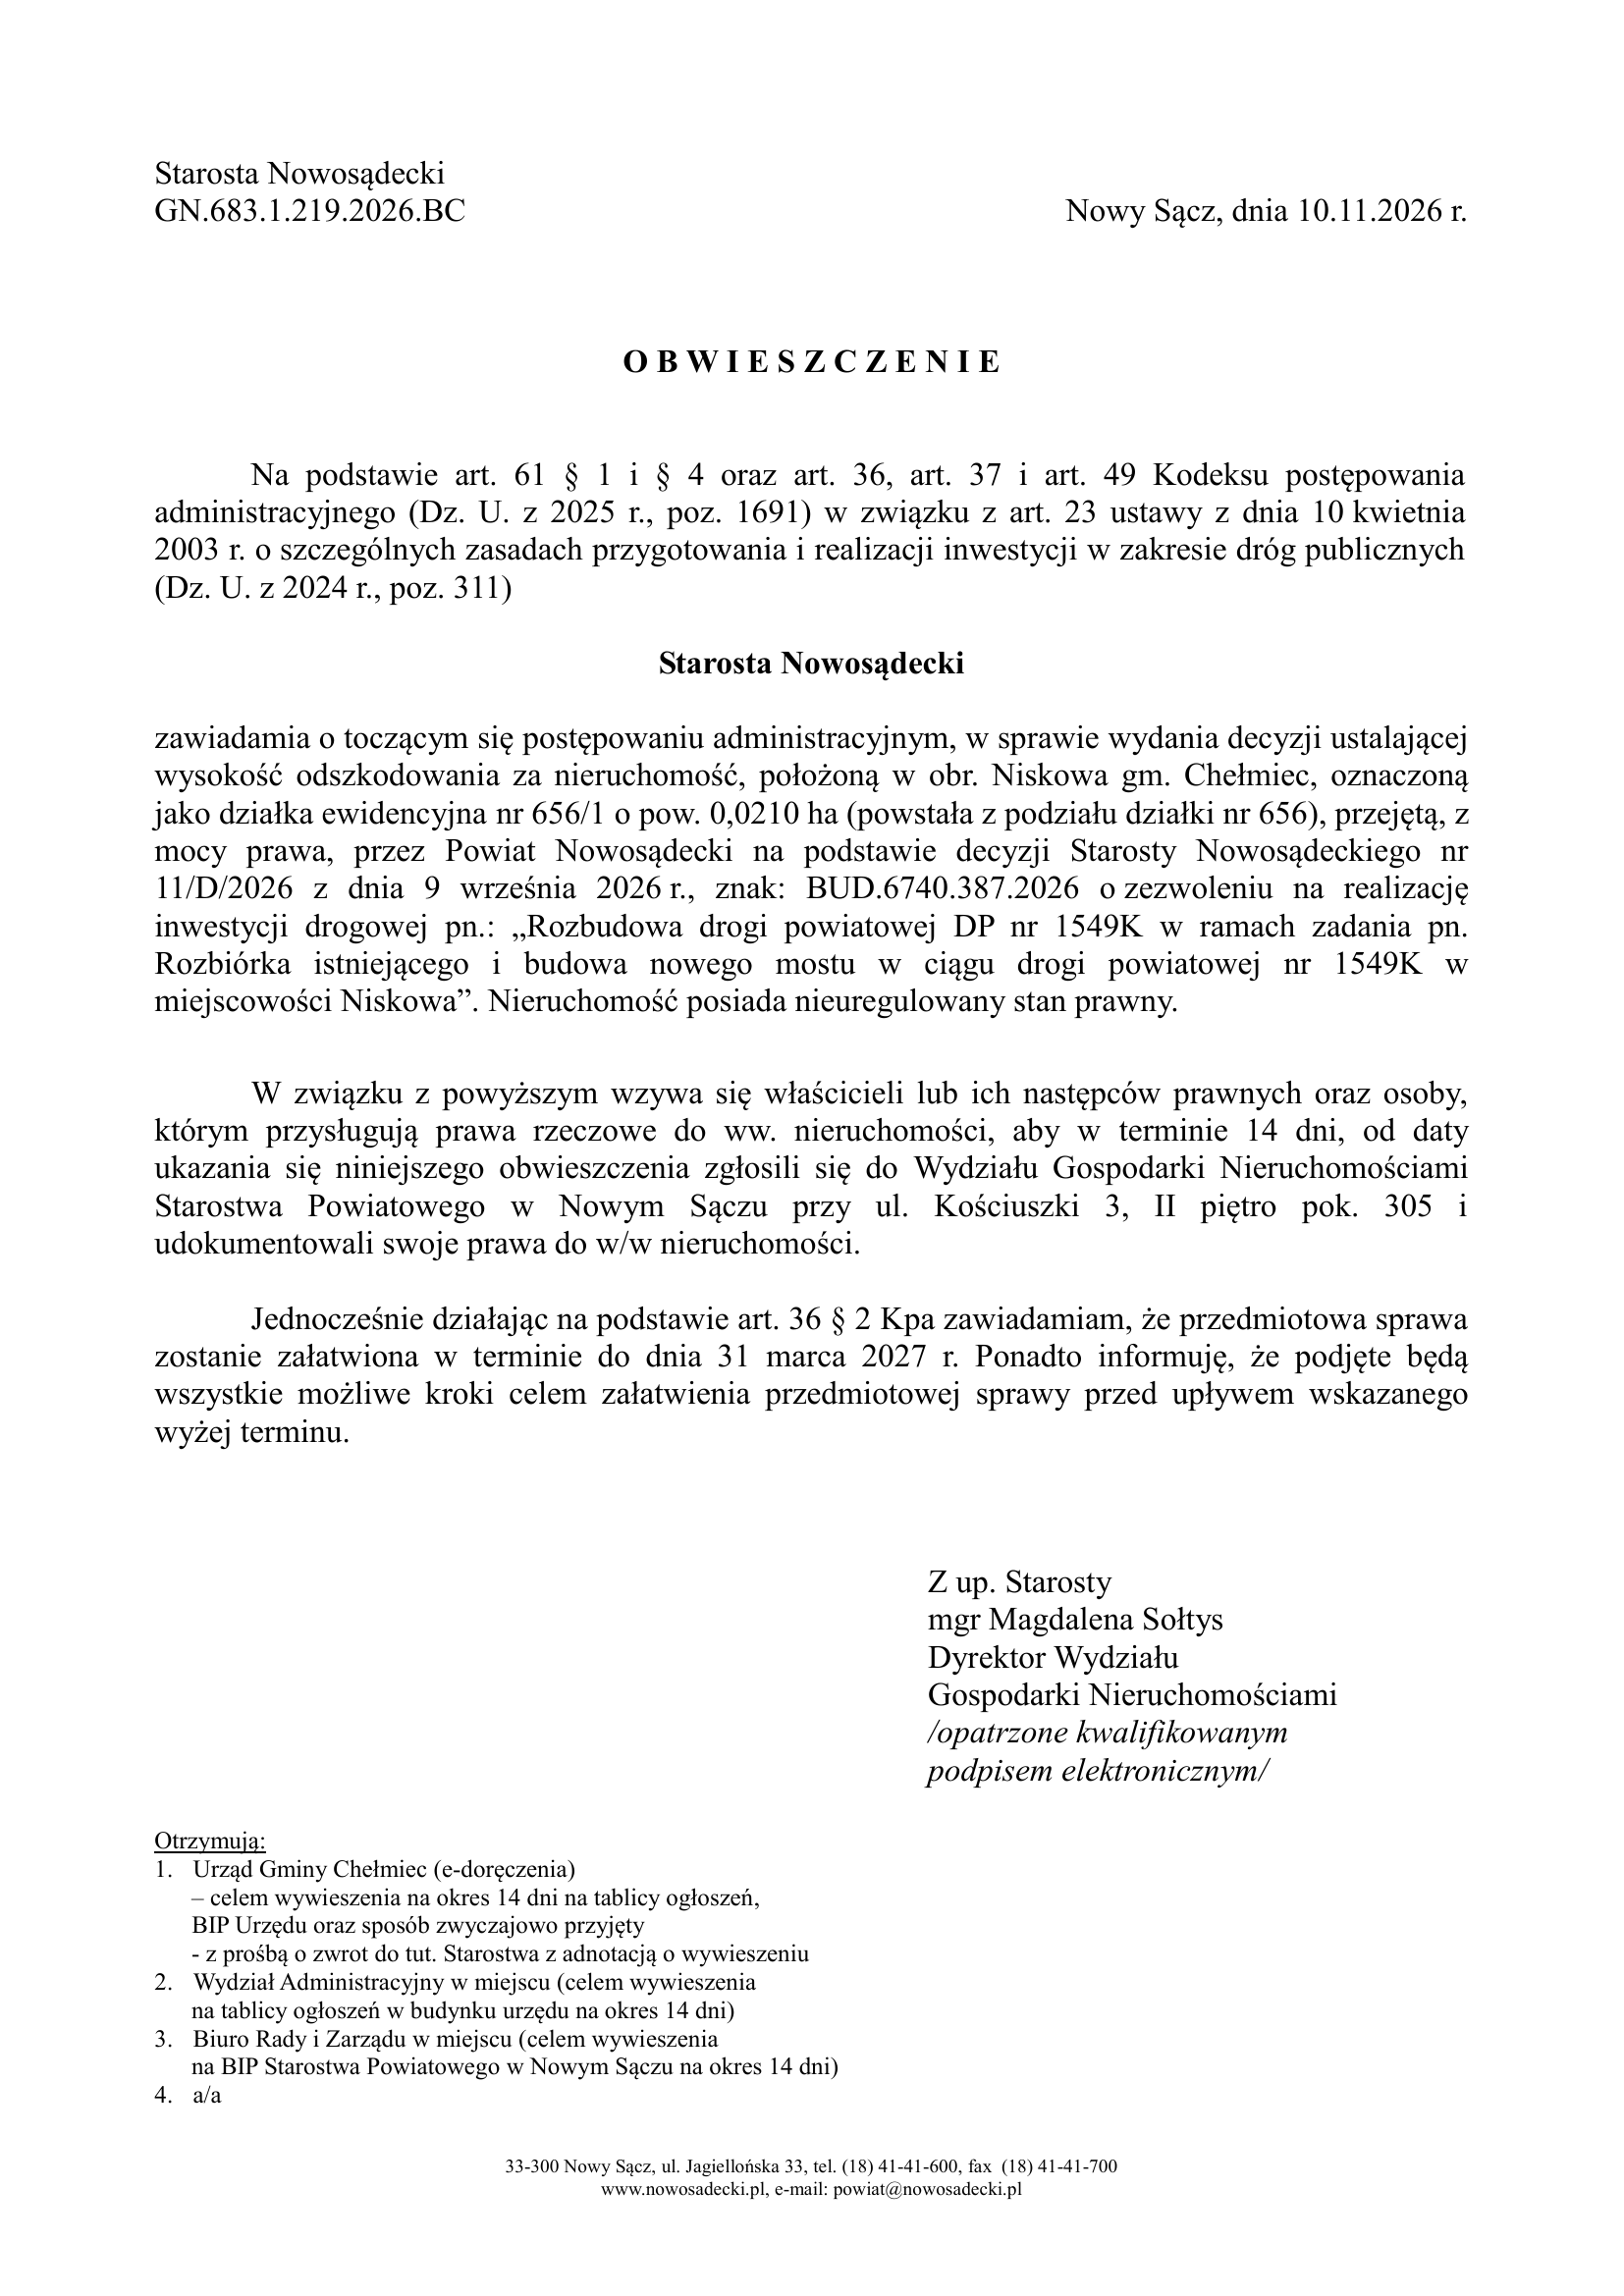 Starosta Nowosądecki
GN.683.1.219.2026.BC Nowy Sącz, dnia 10.11.2026 r.
O B W I E S Z C Z E N I E
Na podstawie art. 61 § 1 i § 4 oraz art. 36, art. 37 i art. 49 Kodeksu postępowania
administracyjnego (Dz. U. z 2025 r., poz. 1691) w związku z art. 23 ustawy z dnia 10 kwietnia
2003 r. o szczególnych zasadach przygotowania i realizacji inwestycji w zakresie dróg publicznych
(Dz. U. z 2024 r., poz. 311)
Starosta Nowosądecki
zawiadamia o toczącym się postępowaniu administracyjnym, w sprawie wydania decyzji ustalającej
wysokość odszkodowania za nieruchomość, położoną w obr. Niskowa gm. Chełmiec, oznaczoną
jako działka ewidencyjna nr 656/1 o pow. 0,0210 ha (powstała z podziału działki nr 656), przejętą, z
mocy prawa, przez Powiat Nowosądecki na podstawie decyzji Starosty Nowosądeckiego nr
11/D/2026 z dnia 9 września 2026 r., znak: BUD.6740.387.2026 o zezwoleniu na realizację
inwestycji drogowej pn.: „Rozbudowa drogi powiatowej DP nr 1549K w ramach zadania pn.
Rozbiórka istniejącego i budowa nowego mostu w ciągu drogi powiatowej nr 1549K w
miejscowości Niskowa”. Nieruchomość posiada nieuregulowany stan prawny.
W związku z powyższym wzywa się właścicieli lub ich następców prawnych oraz osoby,
którym przysługują prawa rzeczowe do ww. nieruchomości, aby w terminie 14 dni, od daty
ukazania się niniejszego obwieszczenia zgłosili się do Wydziału Gospodarki Nieruchomościami
Starostwa Powiatowego w Nowym Sączu przy ul. Kościuszki 3, II piętro pok. 305 i
udokumentowali swoje prawa do w/w nieruchomości.
Jednocześnie działając na podstawie art. 36 § 2 Kpa zawiadamiam, że przedmiotowa sprawa
zostanie załatwiona w terminie do dnia 31 marca 2027 r. Ponadto informuję, że podjęte będą
wszystkie możliwe kroki celem załatwienia przedmiotowej sprawy przed upływem wskazanego
wyżej terminu.
Z up. Starosty
mgr Magdalena Sołtys
Dyrektor Wydziału
Gospodarki Nieruchomościami
/opatrzone kwalifikowanym
podpisem elektronicznym/
Otrzymują:
1. Urząd Gminy Chełmiec (e-doręczenia)
– celem wywieszenia na okres 14 dni na tablicy ogłoszeń,
BIP Urzędu oraz sposób zwyczajowo przyjęty
- z prośbą o zwrot do tut. Starostwa z adnotacją o wywieszeniu
2. Wydział Administracyjny w miejscu (celem wywieszenia
na tablicy ogłoszeń w budynku urzędu na okres 14 dni)
3. Biuro Rady i Zarządu w miejscu (celem wywieszenia
na BIP Starostwa Powiatowego w Nowym Sączu na okres 14 dni)
4. a/a
33-300 Nowy Sącz, ul. Jagiellońska 33, tel. (18) 41-41-600, fax (18) 41-41-700
www.nowosadecki.pl, e-mail: powiat@nowosadecki.pl